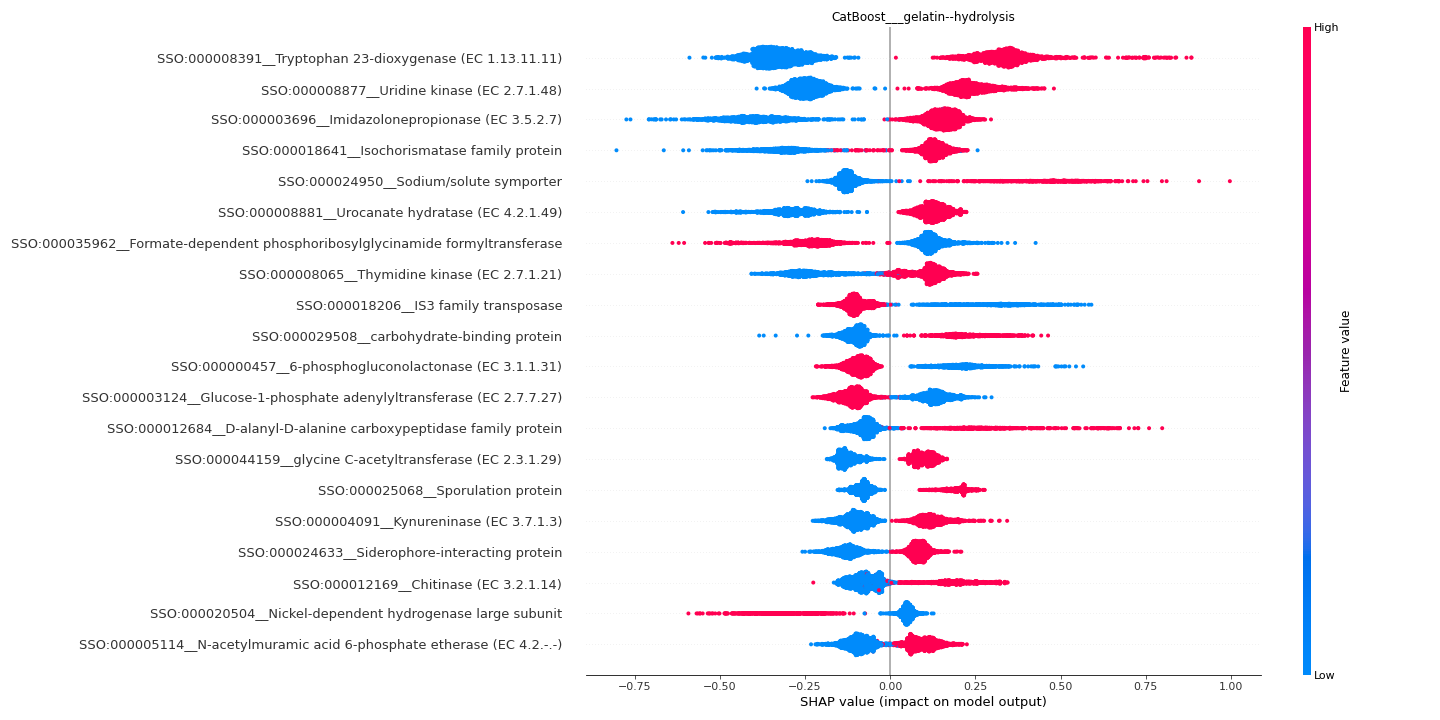 CatBoost___gelatin--hydrolysis
High
SSO:000008391__Tryptophan 23-dioxygenase (EC 1.13.11.11)
SSO:000008877__Uridine kinase (EC 2.7.1.48)
SSO:000003696__Imidazolonepropionase (EC 3.5.2.7)
SSO:000018641__Isochorismatase family protein
SSO:000024950__Sodium/solute symporter
SSO:000008881__Urocanate hydratase (EC 4.2.1.49)
SSO:000035962__Formate-dependent phosphoribosylglycinamide formyltransferase
SSO:000008065__Thymidine kinase (EC 2.7.1.21)
SSO:000018206__IS3 family transposase
SSO:000029508__carbohydrate-binding protein
SSO:000000457__6-phosphogluconolactonase (EC 3.1.1.31)
SSO:000003124__Glucose-1-phosphate adenylyltransferase (EC 2.7.7.27)
SSO:000012684__D-alanyl-D-alanine carboxypeptidase family protein
SSO:000044159__glycine C-acetyltransferase (EC 2.3.1.29)
SSO:000025068__Sporulation protein
SSO:000004091__Kynureninase (EC 3.7.1.3)
SSO:000024633__Siderophore-interacting protein
SSO:000012169__Chitinase (EC 3.2.1.14)
SSO:000020504__Nickel-dependent hydrogenase large subunit
SSO:000005114__N-acetylmuramic acid 6-phosphate etherase (EC 4.2.-.-)
Feature value
Low
−0.75 −0.50 −0.25 0.00 0.25 0.50 0.75 1.00
SHAP value (impact on model output)